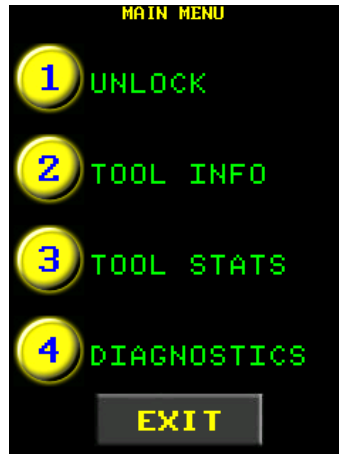 MAIN MENU
1 UNLOCK
2 TOOL INFO
3 TOOL STATS
4 DIAGNOSTICS
EXIT